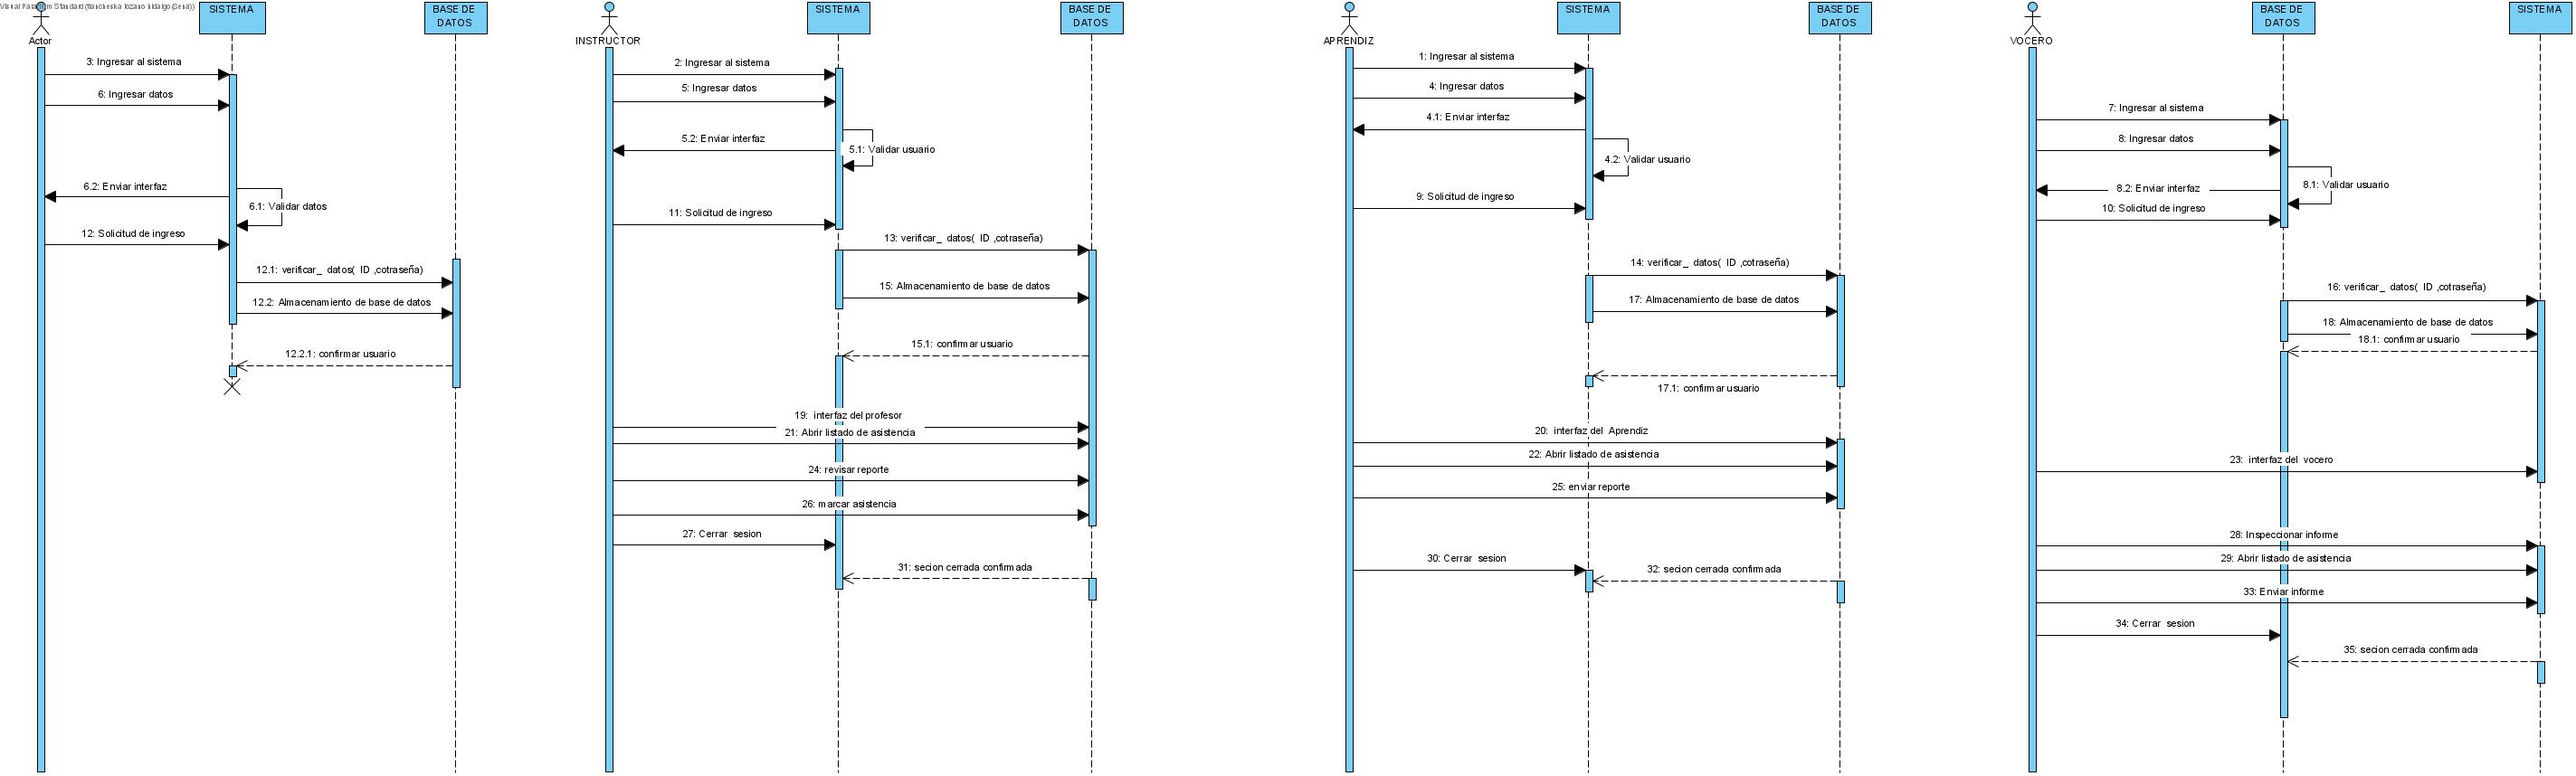 Visual Paradigm Standard(francheska lozano hidalgo(Sena))
Actor
SISTEMA
BASE DE
DATOS
3: Ingresar al sistema
6: Ingresar datos
6.2: Enviar interfaz
6.1: Validar datos
12: Solicitud de ingreso
12.1: verificar_ datos( ID ,cotraseña)
12.2: Almacenamiento de base de datos
12.2.1: confirmar usuario
INSTRUCTOR
SISTEMA
BASE DE
DATOS
2: Ingresar al sistema
5: Ingresar datos
5.2: Enviar interfaz
5.1: Validar usuario
11: Solicitud de ingreso
13: verificar_ datos( ID ,cotraseña)
15: Almacenamiento de base de datos
15.1: confirmar usuario
19: interfaz del profesor
21: Abrir listado de asistencia
24: revisar reporte
26: marcar asistencia
27: Cerrar sesion
31: secion cerrada confirmada
APRENDIZ
SISTEMA
BASE DE
DATOS
1: Ingresar al sistema
4: Ingresar datos
4.1: Enviar interfaz
4.2: Validar usuario
9: Solicitud de ingreso
14: verificar_ datos( ID ,cotraseña)
17: Almacenamiento de base de datos
17.1: confirmar usuario
20: interfaz del Aprendiz
22: Abrir listado de asistencia
25: enviar reporte
30: Cerrar sesion
32: secion cerrada confirmada
VOCERO
BASE DE
DATOS
SISTEMA
7: Ingresar al sistema
8: Ingresar datos
8.2: Enviar interfaz
8.1: Validar usuario
10: Solicitud de ingreso
16: verificar_ datos( ID ,cotraseña)
18: Almacenamiento de base de datos
18.1: confirmar usuario
23: interfaz del vocero
28: Inspeccionar informe
29: Abrir listado de asistencia
33: Enviar informe
34: Cerrar sesion
35: secion cerrada confirmada